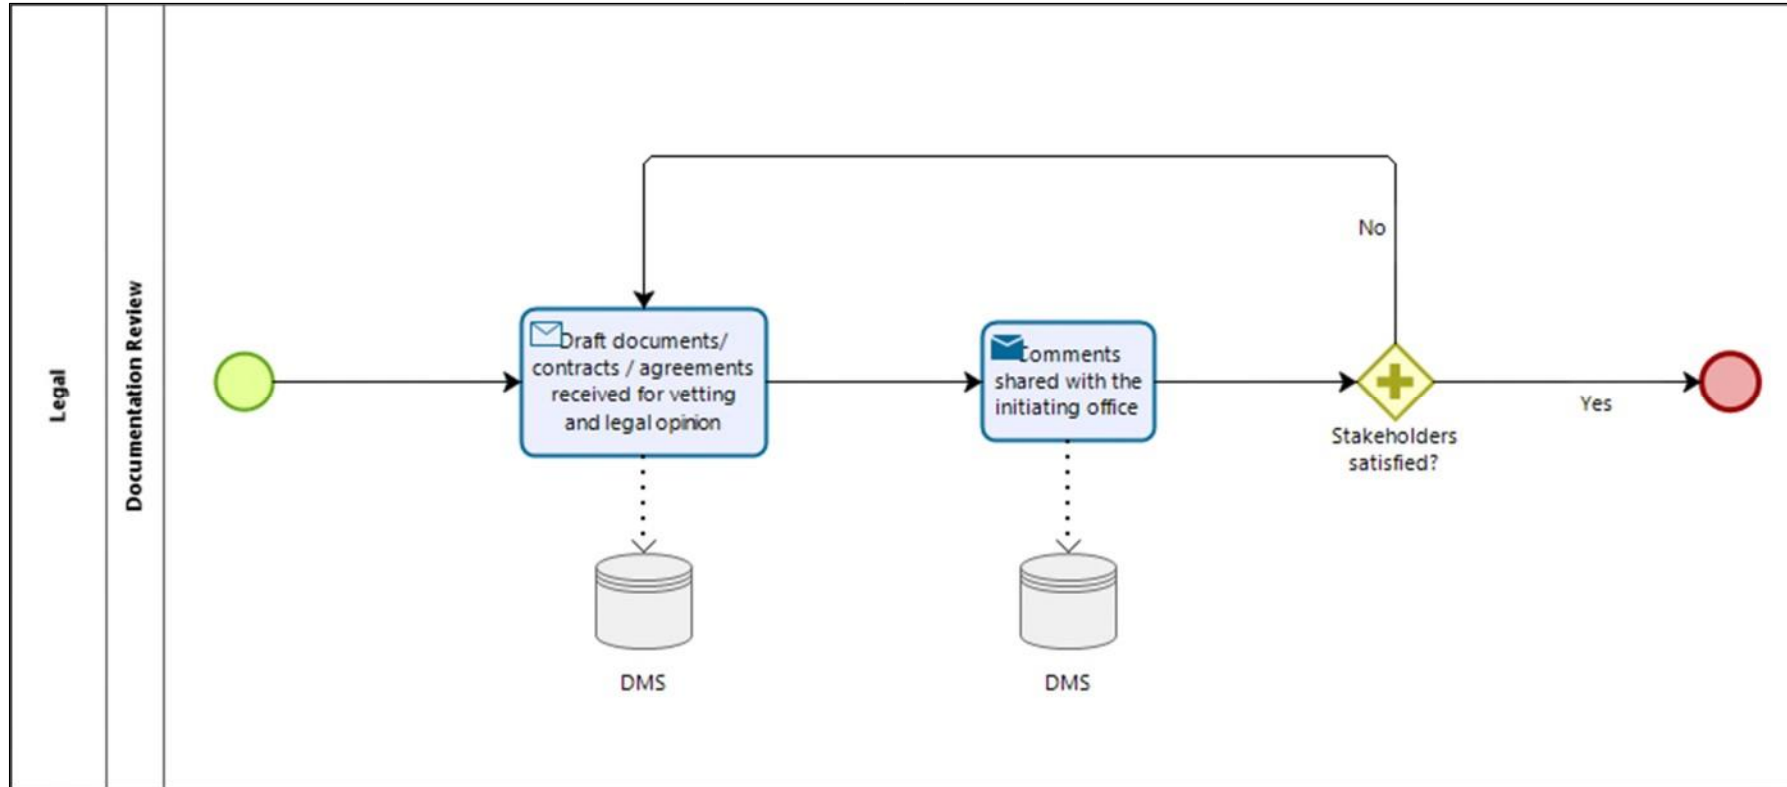 Legal
Documentation Review
No
Draft documents/
contracts / agreements
received for vetting
and legal opinion
Comments
shared with the
initiating office
Yes
Stakeholders
satisfied?
DMS
DMS